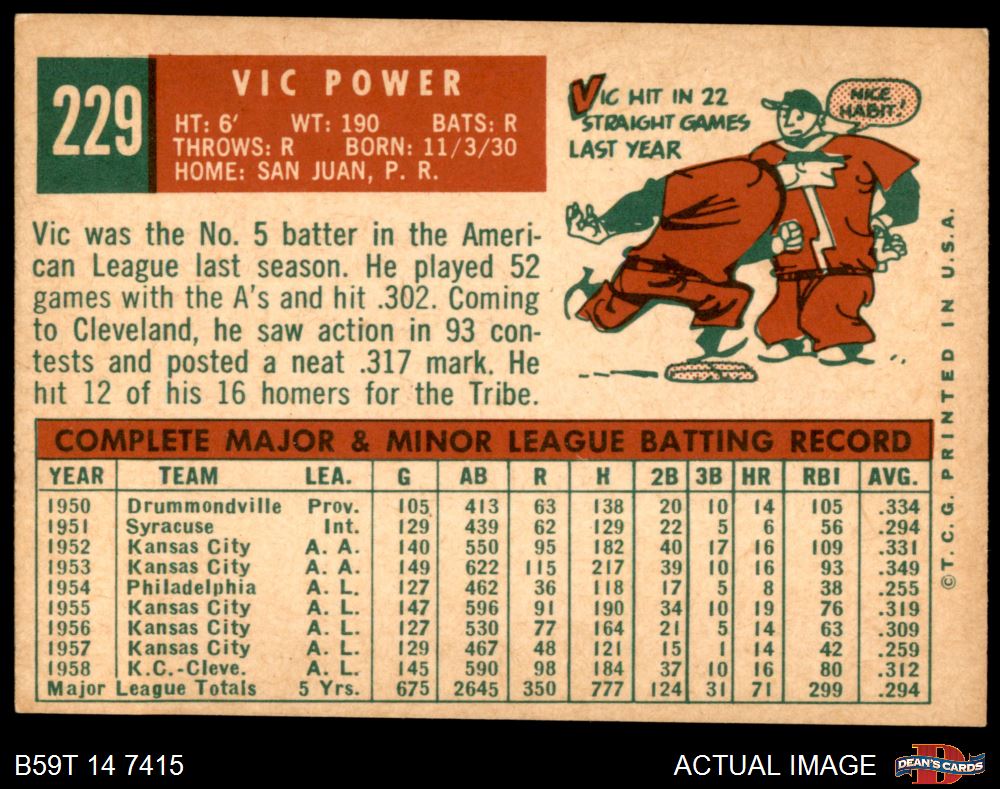 229
VIC POWER
HT: 6′ WT: 190 BATS: R
THROWS: R BORN: 11/3/30
HOME: SAN JUAN, P. R.
VIC HIT IN 22
STRAIGHT GAMES
LAST YEAR
NICE
HABIT!
Vic was the No. 5 batter in the Ameri-
can League last season. He played 52
games with the A's and hit .302. Coming
to Cleveland, he saw action in 93 con-
tests and posted a neat .317 mark. He
hit 12 of his 16 homers for the Tribe.
©T. C. G. PRINTED IN U.S.A.
COMPLETE MAJOR & MINOR LEAGUE BATTING RECORD
YEAR TEAM LEA. G AB R H 2B 3B HR RBI AVG.
1950 Drummondville Prov. 105 413 63 138 20 10 14 105 .334
1951 Syracuse Int. 129 439 62 129 22 5 6 56 .294
1952 Kansas City A. A. 140 550 95 182 40 17 16 109 .331
1953 Kansas City A. A. 149 622 115 217 39 10 16 93 .349
1954 Philadelphia A. L. 127 462 36 118 17 5 8 38 .255
1955 Kansas City A. L. 147 596 91 190 34 10 19 76 .319
1956 Kansas City A. L. 127 530 77 164 21 5 14 63 .309
1957 Kansas City A. L. 129 467 48 121 15 1 14 42 .259
1958 K.C.-Cleve. A. L. 145 590 98 184 37 10 16 80 .312
Major League Totals 5 Yrs. 675 2645 350 777 124 31 71 299 .294
B59T 14 7415
ACTUAL IMAGE
DEAN'S CARDS